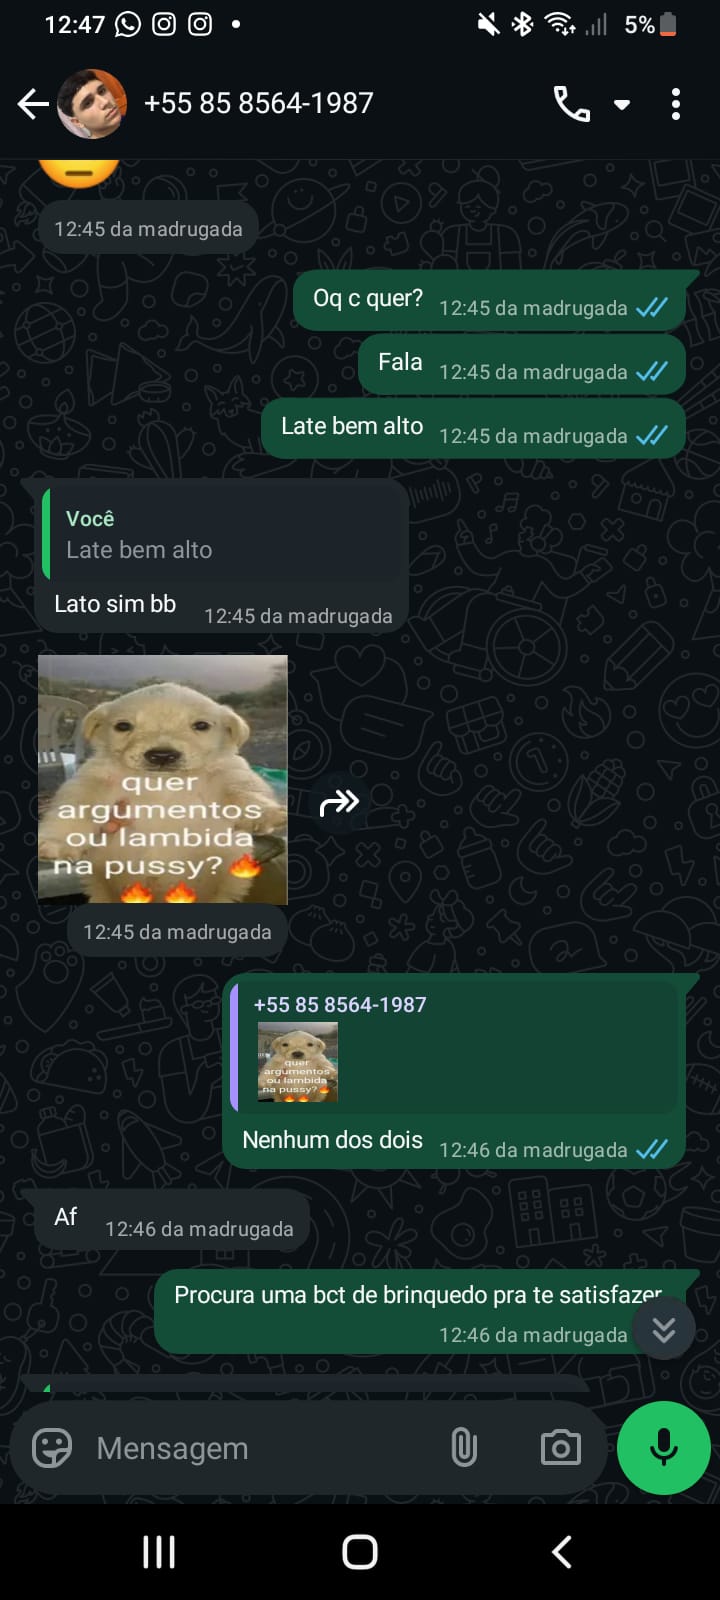 12:47
5%
+55 85 8564-1987
12:45 da madrugada
Oq c quer? 12:45 da madrugada
Fala 12:45 da madrugada
Late bem alto 12:45 da madrugada
Você
Late bem alto
Lato sim bb 12:45 da madrugada
quer
argumentos
ou lambida
na pussy?🔥
🔥🔥
12:45 da madrugada
+55 85 8564-1987
quer
argumentos
ou lambida
na pussy?🔥
🔥🔥
Nenhum dos dois 12:46 da madrugada
Af 12:46 da madrugada
Procura uma bct de brinquedo pra te satisfazer
12:46 da madrugada
Mensagem